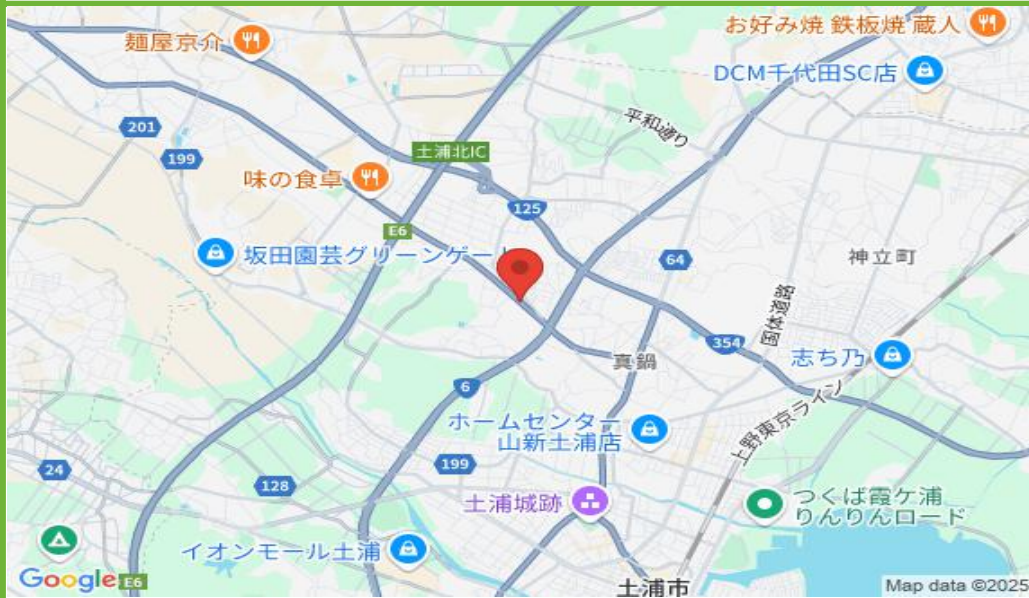 お好み焼 鉄板焼 蔵人
麺屋京介
DCM千代田SC店
平和通り
201
199
土浦北IC
味の食卓
125
E6
坂田園芸グリーンゲート
64
神立町
国体道路
354
真鍋
志ち乃
6
ホームセンター
山新土浦店
上野東京ライン
199
24
128
土浦城跡
つくば霞ケ浦
りんりんロード
イオンモール土浦
Google
E6
土浦市
Map data ©2025